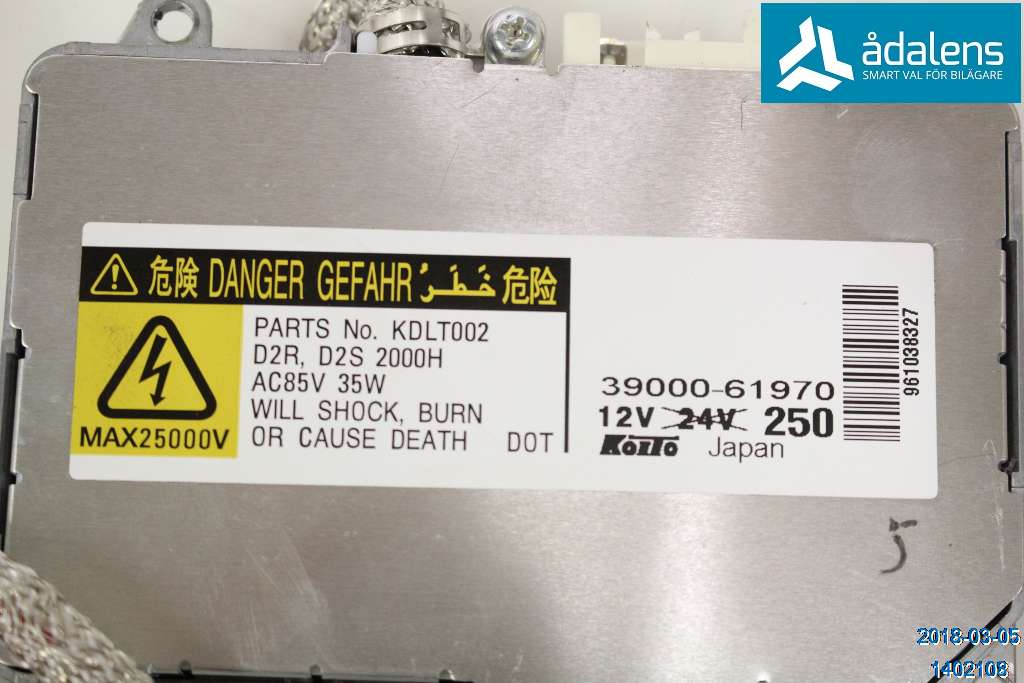 ådalens
SMART VAL FÖR BILÄGARE
危険 DANGER GEFAHR خَطَرٌ 危险
PARTS No. KDLT002
D2R, D2S 2000H
AC85V 35W
WILL SHOCK, BURN
OR CAUSE DEATH DOT
MAX25000V
39000-61970
12V 24V 250
KOITO Japan
961038327
5
2018-03-05
1402108